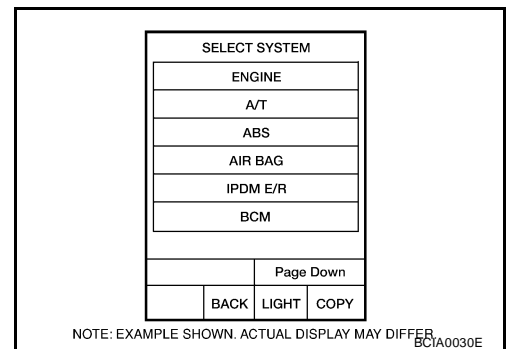 SELECT SYSTEM
ENGINE
A/T
ABS
AIR BAG
IPDM E/R
BCM
Page Down
BACK LIGHT COPY
NOTE: EXAMPLE SHOWN. ACTUAL DISPLAY MAY DIFFER
BCIA0030E